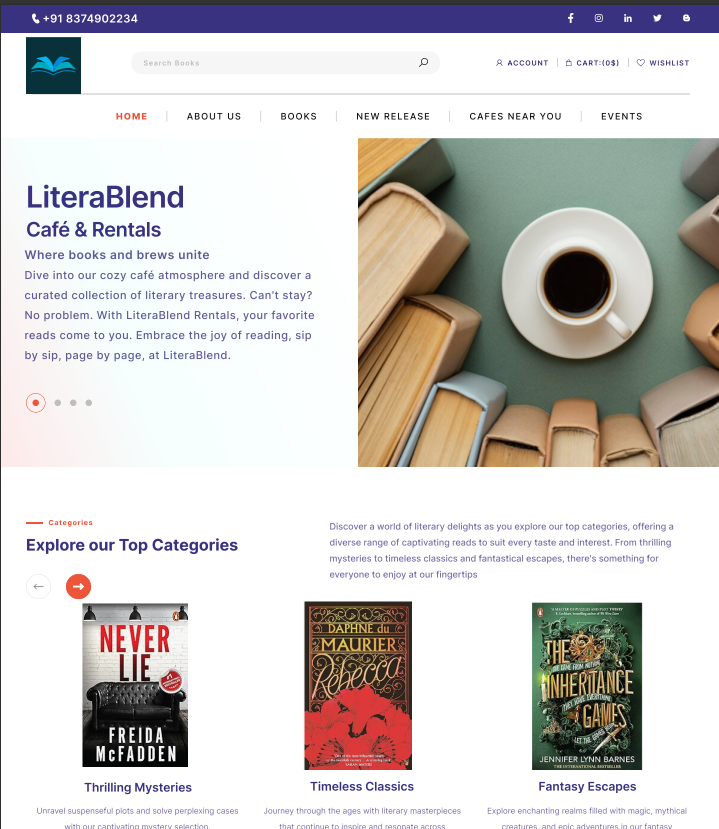 +91 8374902234
Search Books
ACCOUNT
CART:(0$)
WISHLIST
HOME
ABOUT US
BOOKS
NEW RELEASE
CAFES NEAR YOU
EVENTS
LiteraBlend
Café & Rentals
Where books and brews unite
Dive into our cozy café atmosphere and discover a
curated collection of literary treasures. Can't stay?
No problem. With LiteraBlend Rentals, your favorite
reads come to you. Embrace the joy of reading, sip
by sip, page by page, at LiteraBlend.
Categories
Explore our Top Categories
Discover a world of literary delights as you explore our top categories, offering a
diverse range of captivating reads to suit every taste and interest. From thrilling
mysteries to timeless classics and fantastical escapes, there's something for
everyone to enjoy at our fingertips
NEVER
LIE
FREIDA
McFADDEN
DAPHNE du
MAURIER
Rebecca
THE
INHERITANCE
GAMES
JENNIFER LYNN BARNES
THE INTERNATIONAL BESTSELLER
Thrilling Mysteries
Timeless Classics
Fantasy Escapes
Unravel suspenseful plots and solve perplexing cases
with our captivating mystery selection
Journey through the ages with literary masterpieces
that continue to inspire and resonate across
Explore enchanting realms filled with magic, mythical
creatures, and epic adventures in our fantasy